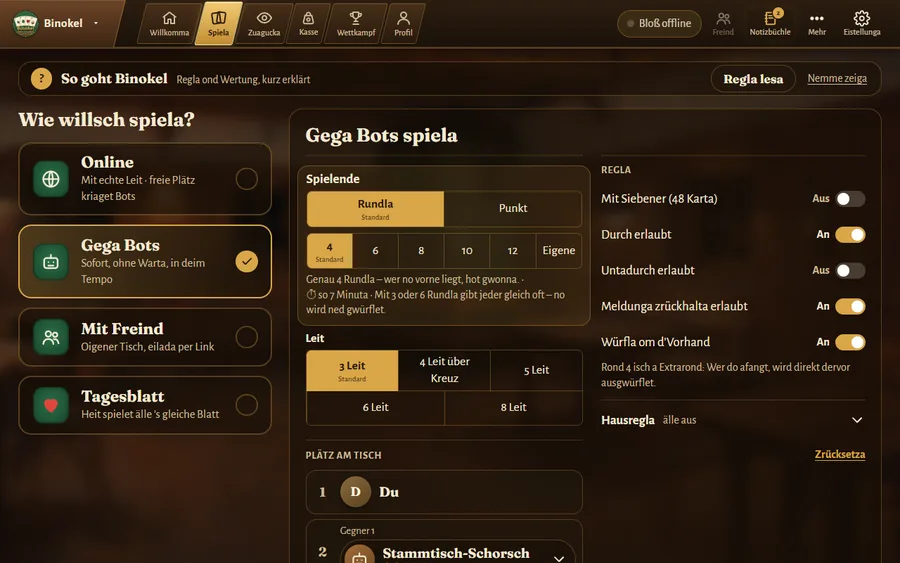 Binokel
Willkomma
Spiela
Zuagucka
Kasse
Wettkampf
Profil
Bloß offline
Freind
2
Notizbüchle
Mehr
Eistellunga
?
So goht Binokel
Regla ond Wertung, kurz erklärt
Regla lesa
Nemme zeiga
Wie willsch spiela?
Online
Mit echte Leit · freie Plätz
kriaget Bots
Gega Bots
Sofort, ohne Warta, in deim
Tempo
Mit Freind
Oigener Tisch, eilada per Link
Tagesblatt
Heit spielet älle 's gleiche Blatt
Gega Bots spiela
Spielende
Rundla
Standard
Punkt
4
Standard
6
8
10
12
Eigene
Genau 4 Rundla – wer no vorne liegt, hot gwonna. ·
⏱ so 7 Minuta · Mit 3 oder 6 Rundla gibt jeder gleich oft – no
wird ned gwürflet.
Leit
3 Leit
Standard
4 Leit über
Kreuz
5 Leit
6 Leit
8 Leit
PLÄTZ AM TISCH
1
D
Du
2
Gegner 1
Stammtisch-Schorsch
REGLA
Mit Siebener (48 Karta)
Aus
Durch erlaubt
An
Untadurch erlaubt
Aus
Meldunga zrückhalta erlaubt
An
Würfla om d'Vorhand
An
Rond 4 isch a Extrarond: Wer do afangt, wird direkt dervor
ausgwürflet.
Hausregla
älle aus
Zrücksetza